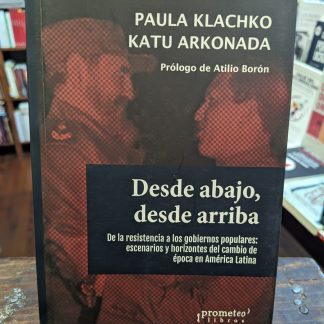 PAULA KLACHKO
KATU ARKONADA
Prólogo de Atilio Borón
Desde abajo,
desde arriba
De la resistencia a los gobiernos populares:
escenarios y horizontes del cambio de
época en América Latina
prometeo
libros